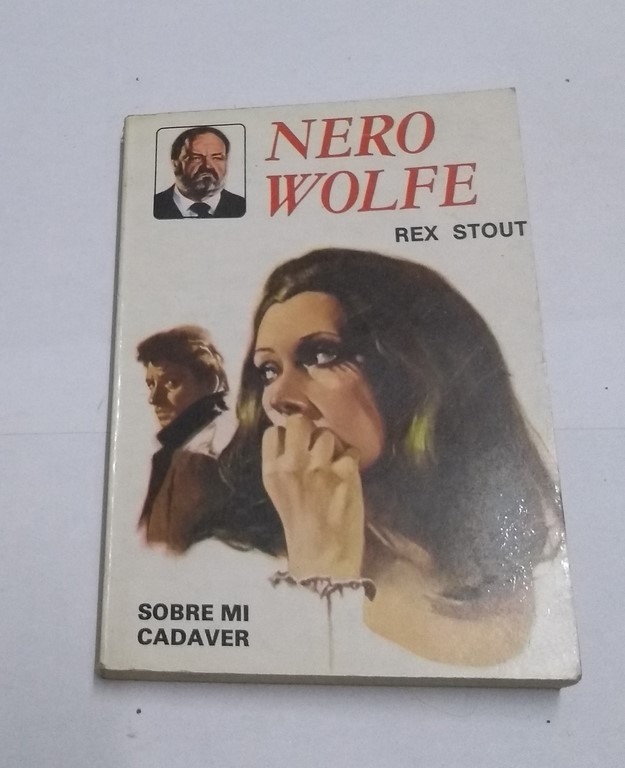 NERO
WOLFE
REX STOUT
SOBRE MI
CADAVER